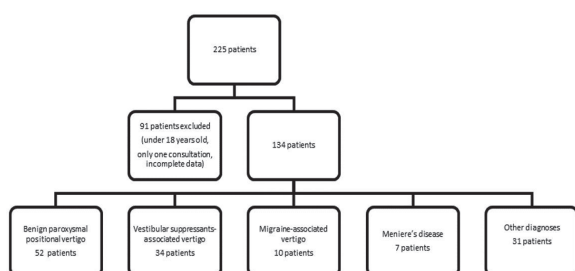 225 patients
91 patients excluded
(under 18 years old,
only one consultation,
incomplete data)
134 patients
Benign paroxysmal
positional vertigo
52 patients
Vestibular suppressants-
associated vertigo
34 patients
Migraine-associated
vertigo
10 patients
Meniere's disease
7 patients
Other diagnoses
31 patients